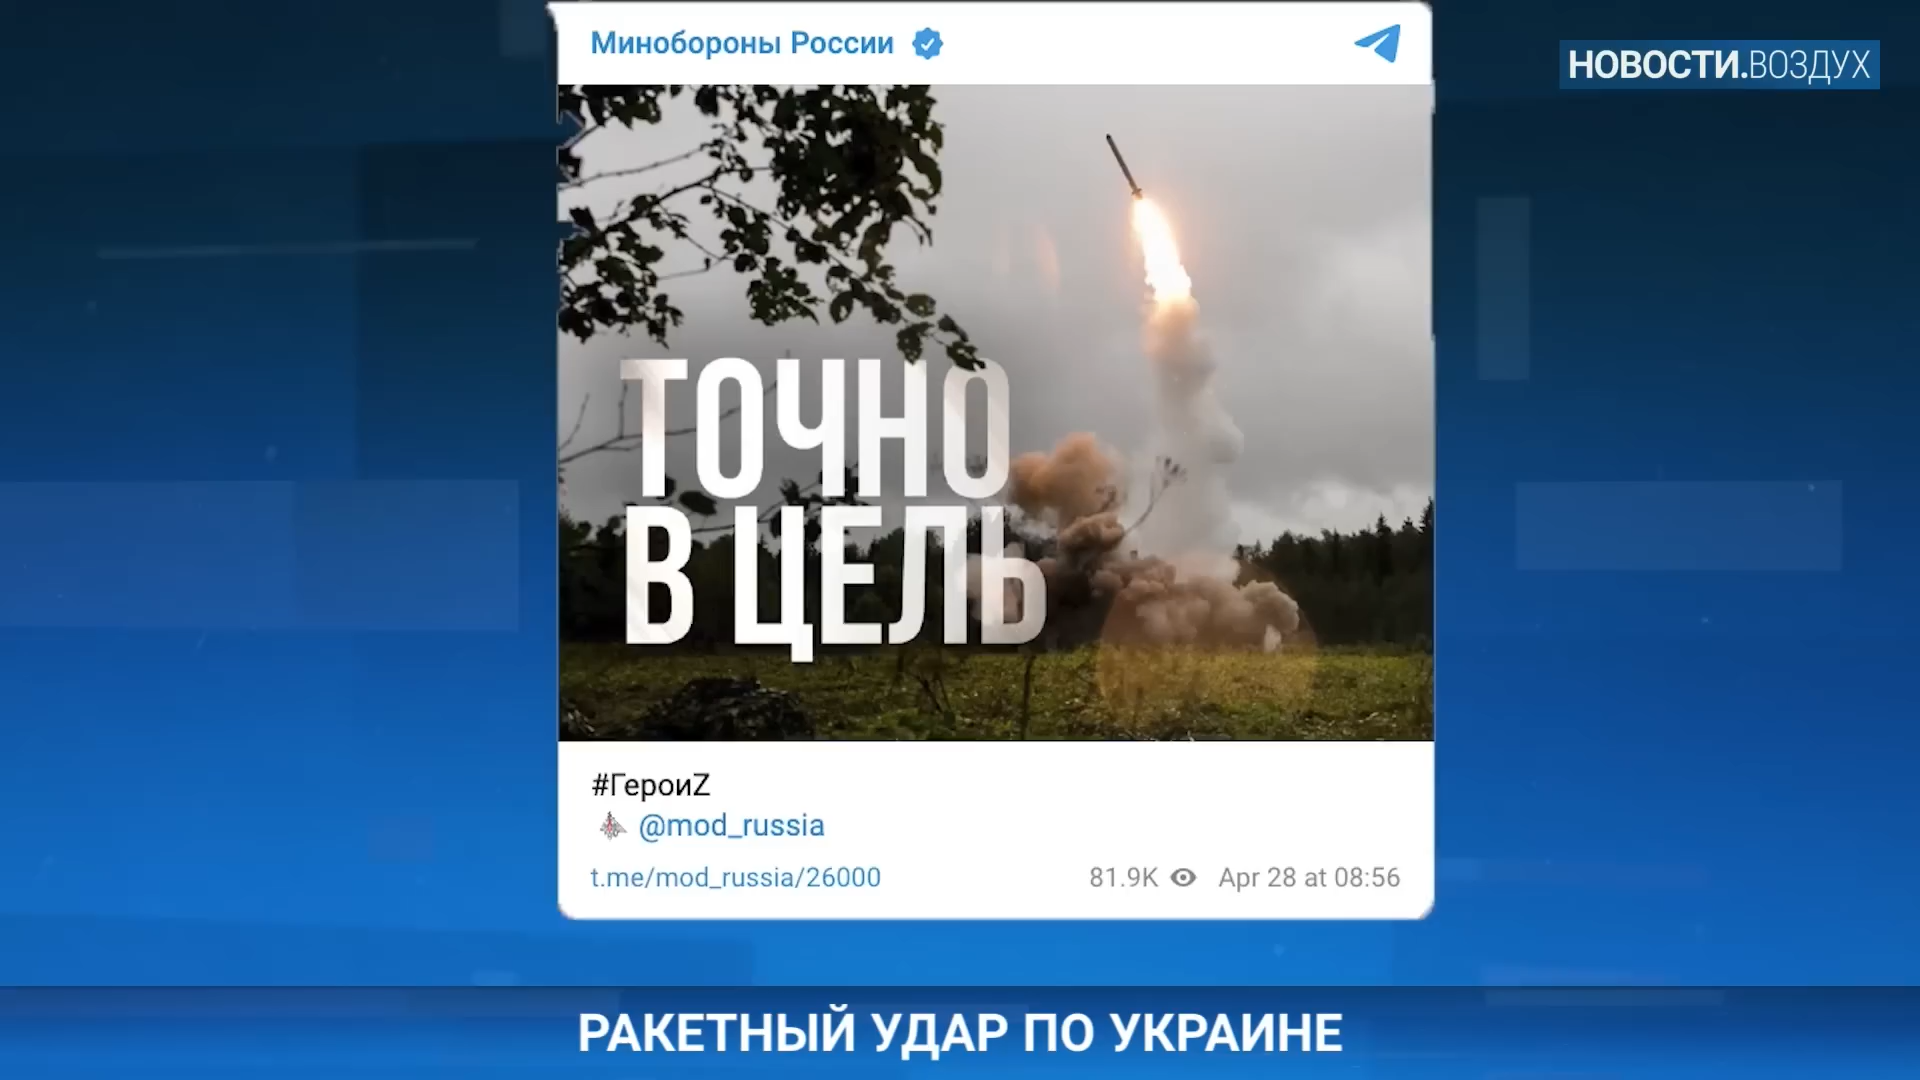 Минобороны России
НОВОСТИ.ВОЗДУХ
ТОЧНО
В ЦЕЛЬ
#ГероиZ
@mod_russia
t.me/mod_russia/26000
81.9K
Apr 28 at 08:56
РАКЕТНЫЙ УДАР ПО УКРАИНЕ